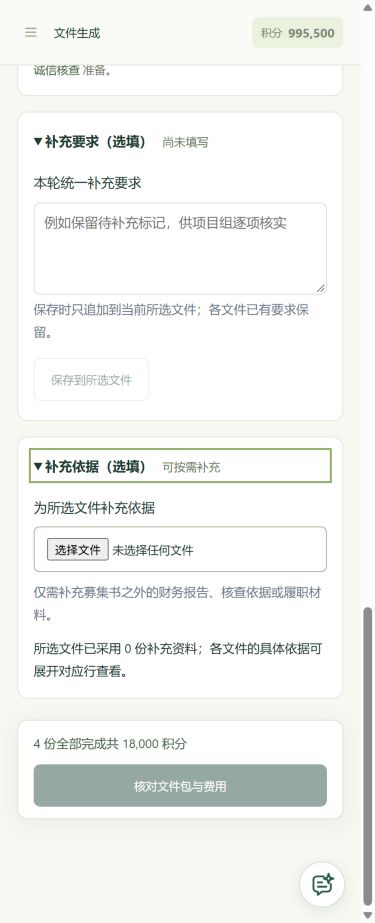 文件生成
积分 995,500
诚信核查 准备。
补充要求（选填） 尚未填写
本轮统一补充要求
例如保留待补充标记，供项目组逐项核实
保存时只追加到当前所选文件；各文件已有要求保
留。
保存到所选文件
补充依据（选填） 可按需补充
为所选文件补充依据
选择文件 未选择任何文件
仅需补充募集书之外的财务报告、核查依据或履职材
料。
所选文件已采用 0 份补充资料；各文件的具体依据可
展开对应行查看。
4 份全部完成共 18,000 积分
核对文件包与费用